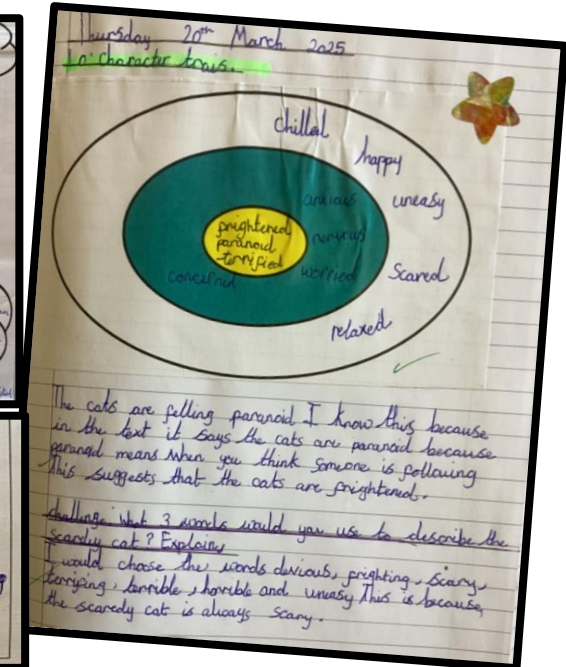 Thursday 20th March 2025
Lo: character trais.
chilled
happy
anxious
uneasy
frightened
paranoid
nervous
terrified
worried
concerned
Scared
relaxed
The cats are felling paranoid I know this because
in the text it says the cats are paranoid because
paranoid means when you think someone is following
This suggests that the cats are frightened.
challenge: What 3 words would you use to describe the
scaredy cat? Explain,
I would choose the words devious, frighting, scary,
terrifing, terrible, horrible and uneasy This is because,
the scaredy cat is always scary.